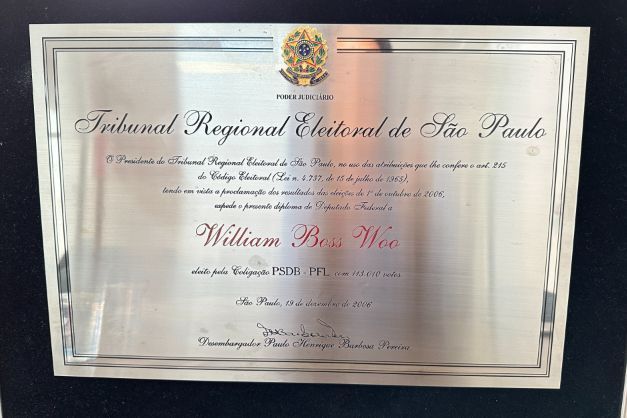 PODER JUDICIÁRIO
Tribunal Regional Eleitoral de São Paulo
O Presidente do Tribunal Regional Eleitoral de São Paulo, no uso das atribuições que lhe confere o art. 215
do Código Eleitoral (Lei n. 4.737, de 15 de julho de 1965),
tendo em vista a proclamação dos resultados das eleições de 1º de outubro de 2006,
expede o presente diploma de Deputado Federal a
William Boss Woo
eleito pela Coligação PSDB - PFL com 113.010 votos.
São Paulo, 19 de dezembro de 2006
Desembargador Paulo Henrique Barbosa Pereira